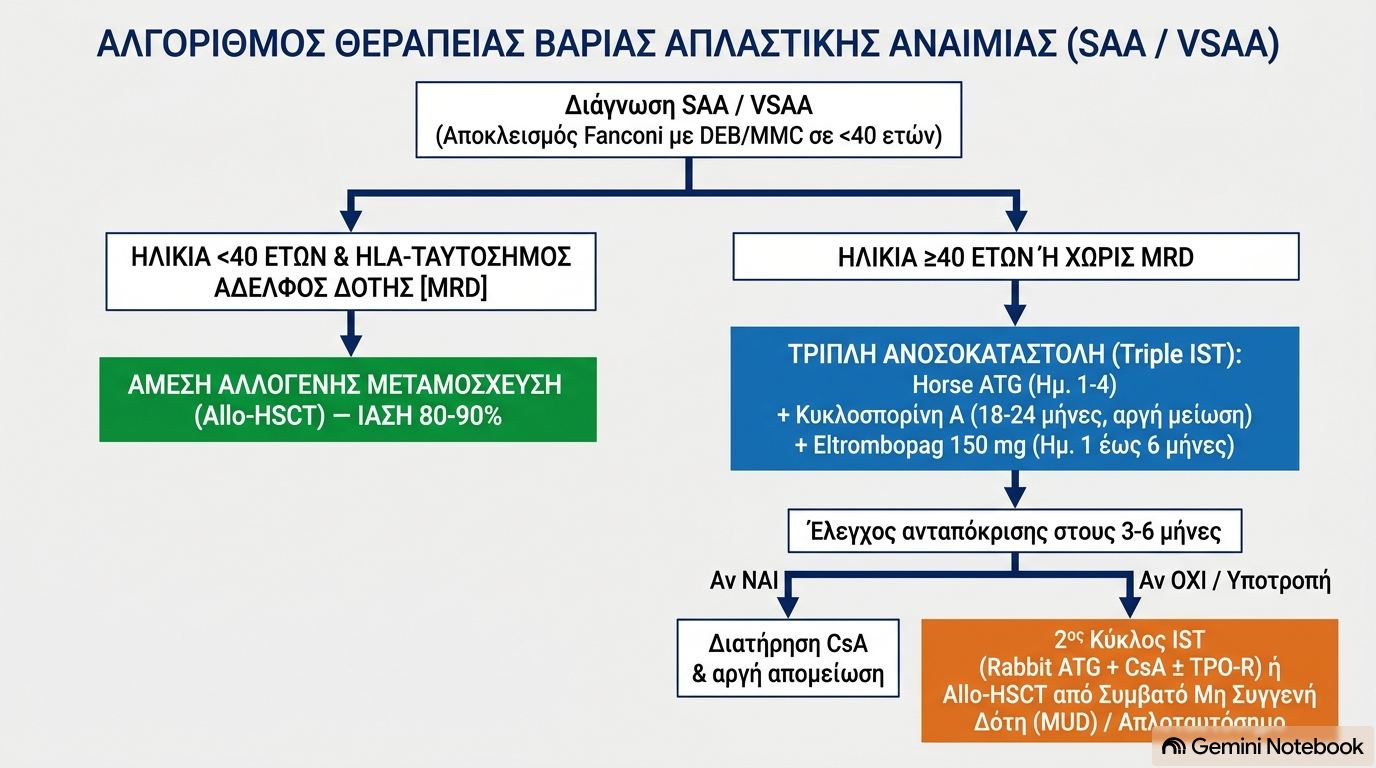 ΑΛΓΟΡΙΘΜΟΣ ΘΕΡΑΠΕΙΑΣ ΒΑΡΙΑΣ ΑΠΛΑΣΤΙΚΗΣ ΑΝΑΙΜΙΑΣ (SAA / VSAA)
Διάγνωση SAA / VSAA
(Αποκλεισμός Fanconi με DEB/MMC σε <40 ετών)
ΗΛΙΚΙΑ <40 ΕΤΩΝ & HLA-ΤΑΥΤΟΣΗΜΟΣ
ΑΔΕΛΦΟΣ ΔΟΤΗΣ [MRD]
ΑΜΕΣΗ ΑΛΛΟΓΕΝΗΣ ΜΕΤΑΜΟΣΧΕΥΣΗ
(Allo-HSCT) — ΙΑΣΗ 80-90%
ΗΛΙΚΙΑ ≥40 ΕΤΩΝ Ή ΧΩΡΙΣ MRD
ΤΡΙΠΛΗ ΑΝΟΣΟΚΑΤΑΣΤΟΛΗ (Triple IST):
Horse ATG (Ημ. 1-4)
+ Κυκλοσπορίνη Α (18-24 μήνες, αργή μείωση)
+ Eltrombopag 150 mg (Ημ. 1 έως 6 μήνες)
Έλεγχος ανταπόκρισης στους 3-6 μήνες
Αν ΝΑΙ
Αν ΟΧΙ / Υποτροπή
Διατήρηση CsA
& αργή απομείωση
2ος Κύκλος IST
(Rabbit ATG + CsA ± TPO-R) ή
Allo-HSCT από Συμβατό Μη Συγγενή
Δότη (MUD) / Απλοταυτόσημο
Gemini Notebook